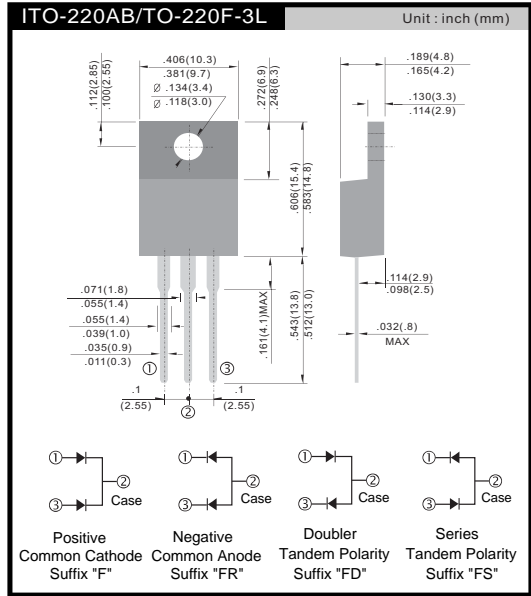 ITO-220AB/TO-220F-3L
Unit : inch (mm)
.406(10.3)
.381(9.7)
Ø .134(3.4)
Ø .118(3.0)
.112(2.85)
.100(2.55)
.272(6.9)
.248(6.3)
.189(4.8)
.165(4.2)
.130(3.3)
.114(2.9)
.606(15.4)
.583(14.8)
.071(1.8)
.055(1.4)
.055(1.4)
.039(1.0)
.035(0.9)
.011(0.3)
.161(4.1)MAX
.543(13.8)
.512(13.0)
.114(2.9)
.098(2.5)
.032(.8)
MAX
① ③
.1
(2.55)
②
.1
(2.55)
① ② ③ Case
① ② ③ Case
① ② ③ Case
① ② ③ Case
Positive
Common Cathode
Suffix "F"
Negative
Common Anode
Suffix "FR"
Doubler
Tandem Polarity
Suffix "FD"
Series
Tandem Polarity
Suffix "FS"